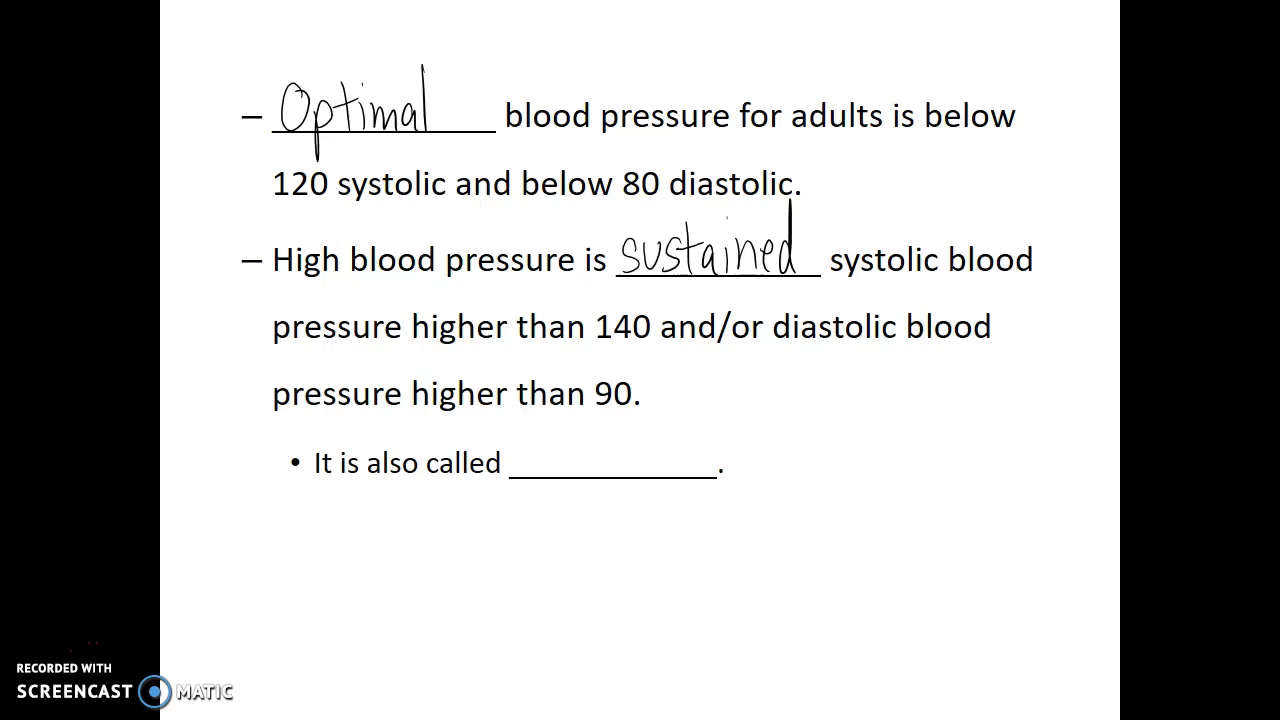 – Optimal blood pressure for adults is below
120 systolic and below 80 diastolic.
– High blood pressure is sustained systolic blood
pressure higher than 140 and/or diastolic blood
pressure higher than 90.
• It is also called ____________.
RECORDED WITH
SCREENCAST MATIC